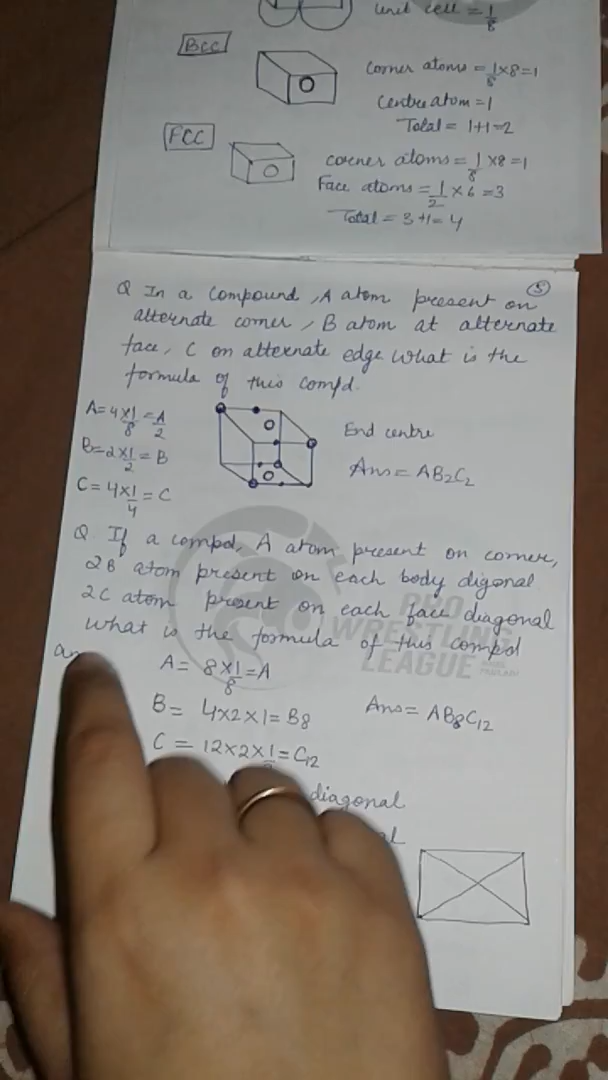 unit cell = 1/8
BCC
Corner atoms = 1/8 x 8 = 1
Centre atom = 1
Total = 1+1=2
FCC
corner atoms = 1/8 x 8 = 1
Face atoms = 1/2 x 6 = 3
Total = 3+1= 4
5
Q In a compound, A atom present on
alternate corner, B atom at alternate
face, C on alternate edge what is the
formula of this compd.
A= 4x1/8 = A/2
B= 2x1/2 = B
C= 4x1/4 = C
End centre
Ans = AB2C2
Q If a compd, A atom present on corner,
2B atom present on each body digonal
2C atom present on each face diagonal
what is the formula of this compd
an
A = 8x1/8 = A
B = 4x2x1 = B8
C = 12x2x1/ = C12
Ans = AB8C12
diagonal
al
PRO
WRESTLING
LEAGUE